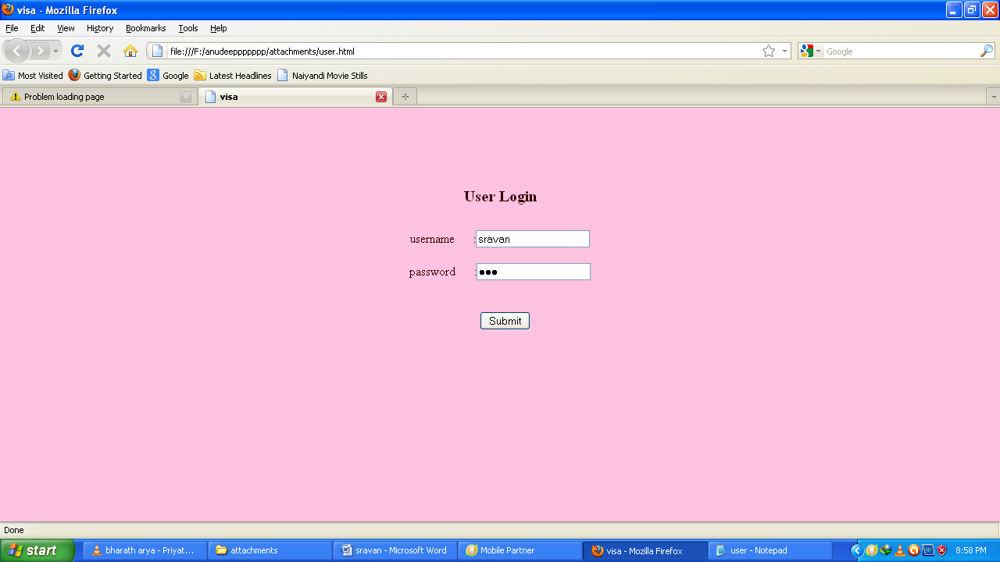 visa - Mozilla Firefox
File Edit View History Bookmarks Tools Help
file:///F:/anudeeppppppp/attachments/user.html Google
Most Visited Getting Started Google Latest Headlines Naiyandi Movie Stills
Problem loading page visa
User Login
username :sravan
password :●●●
Submit
Done
start bharath arya - Priyat... attachments sravan - Microsoft Word Mobile Partner visa - Mozilla Firefox user - Notepad 8:58 PM